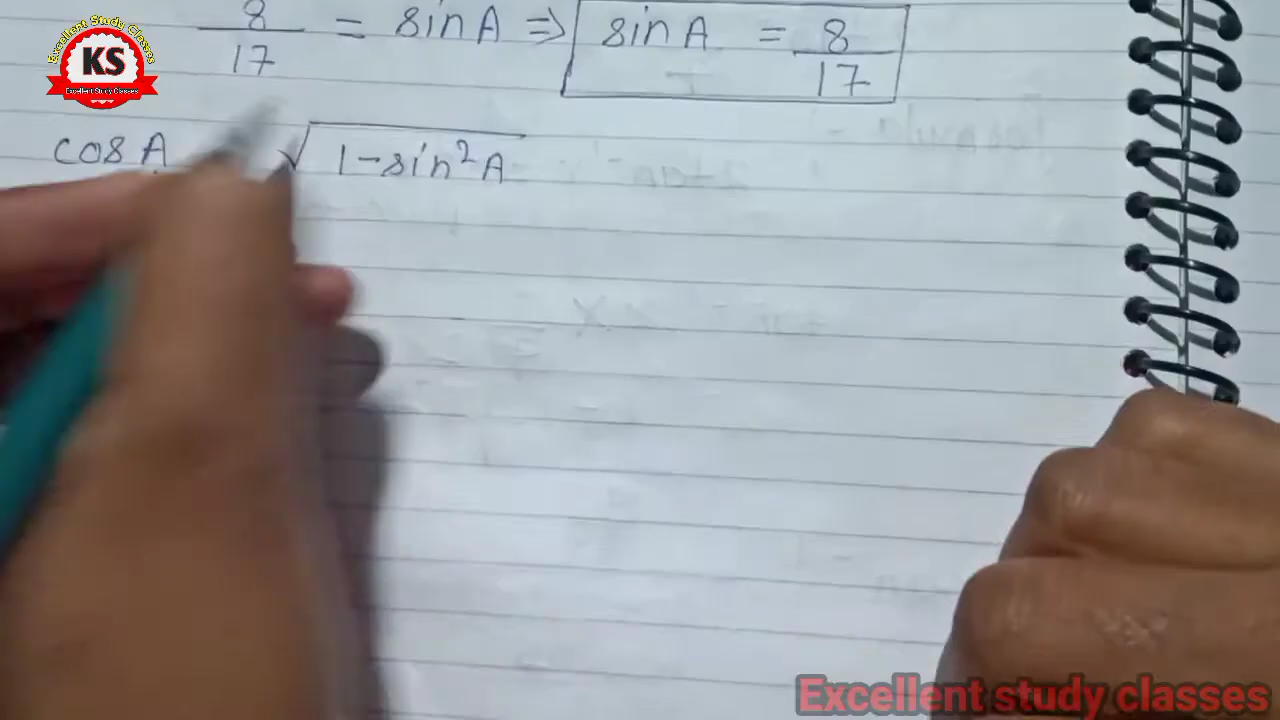 Excellent Study Classes
KS
Excellent Study Classes
8/17 = sin A ⇒ sin A = 8/17
cos A √1-sin²A
Excellent study classes